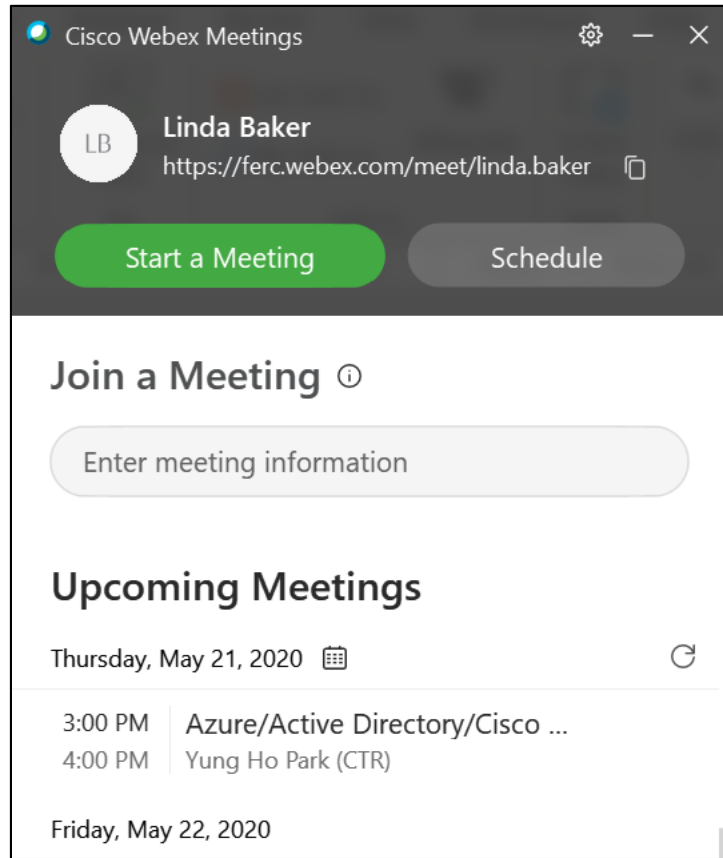 Cisco Webex Meetings
LB
Linda Baker
https://ferc.webex.com/meet/linda.baker
Start a Meeting
Schedule
Join a Meeting
Enter meeting information
Upcoming Meetings
Thursday, May 21, 2020
3:00 PM Azure/Active Directory/Cisco ...
4:00 PM Yung Ho Park (CTR)
Friday, May 22, 2020